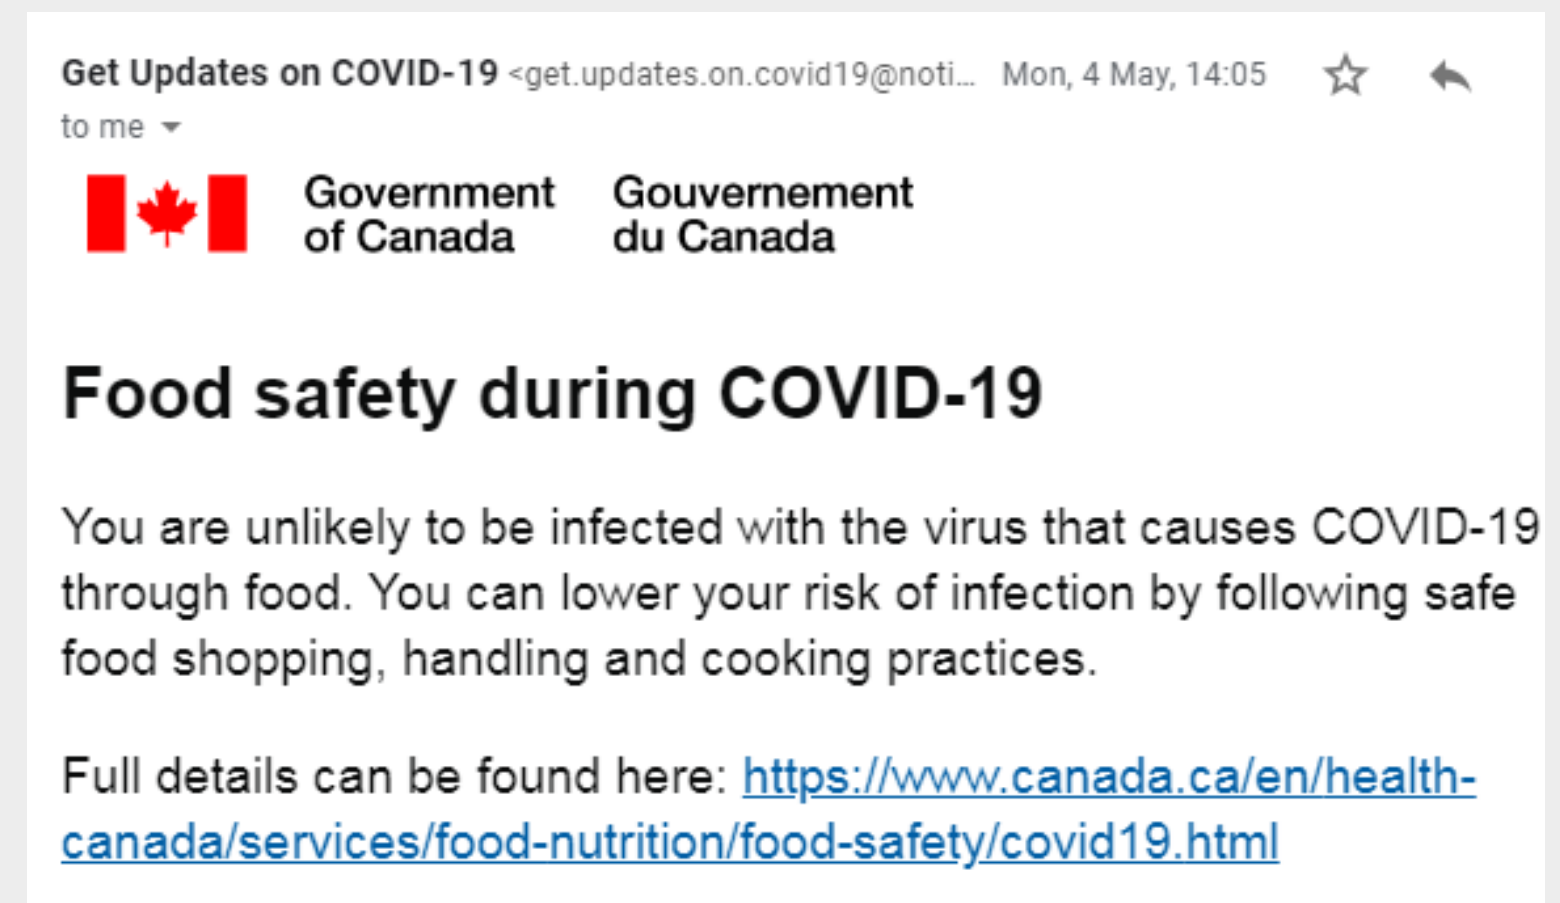 Get Updates on COVID-19 <get.updates.on.covid19@noti... Mon, 4 May, 14:05
to me
Government of Canada
Gouvernement du Canada
Food safety during COVID-19
You are unlikely to be infected with the virus that causes COVID-19
through food. You can lower your risk of infection by following safe
food shopping, handling and cooking practices.
Full details can be found here: https://www.canada.ca/en/health-
canada/services/food-nutrition/food-safety/covid19.html